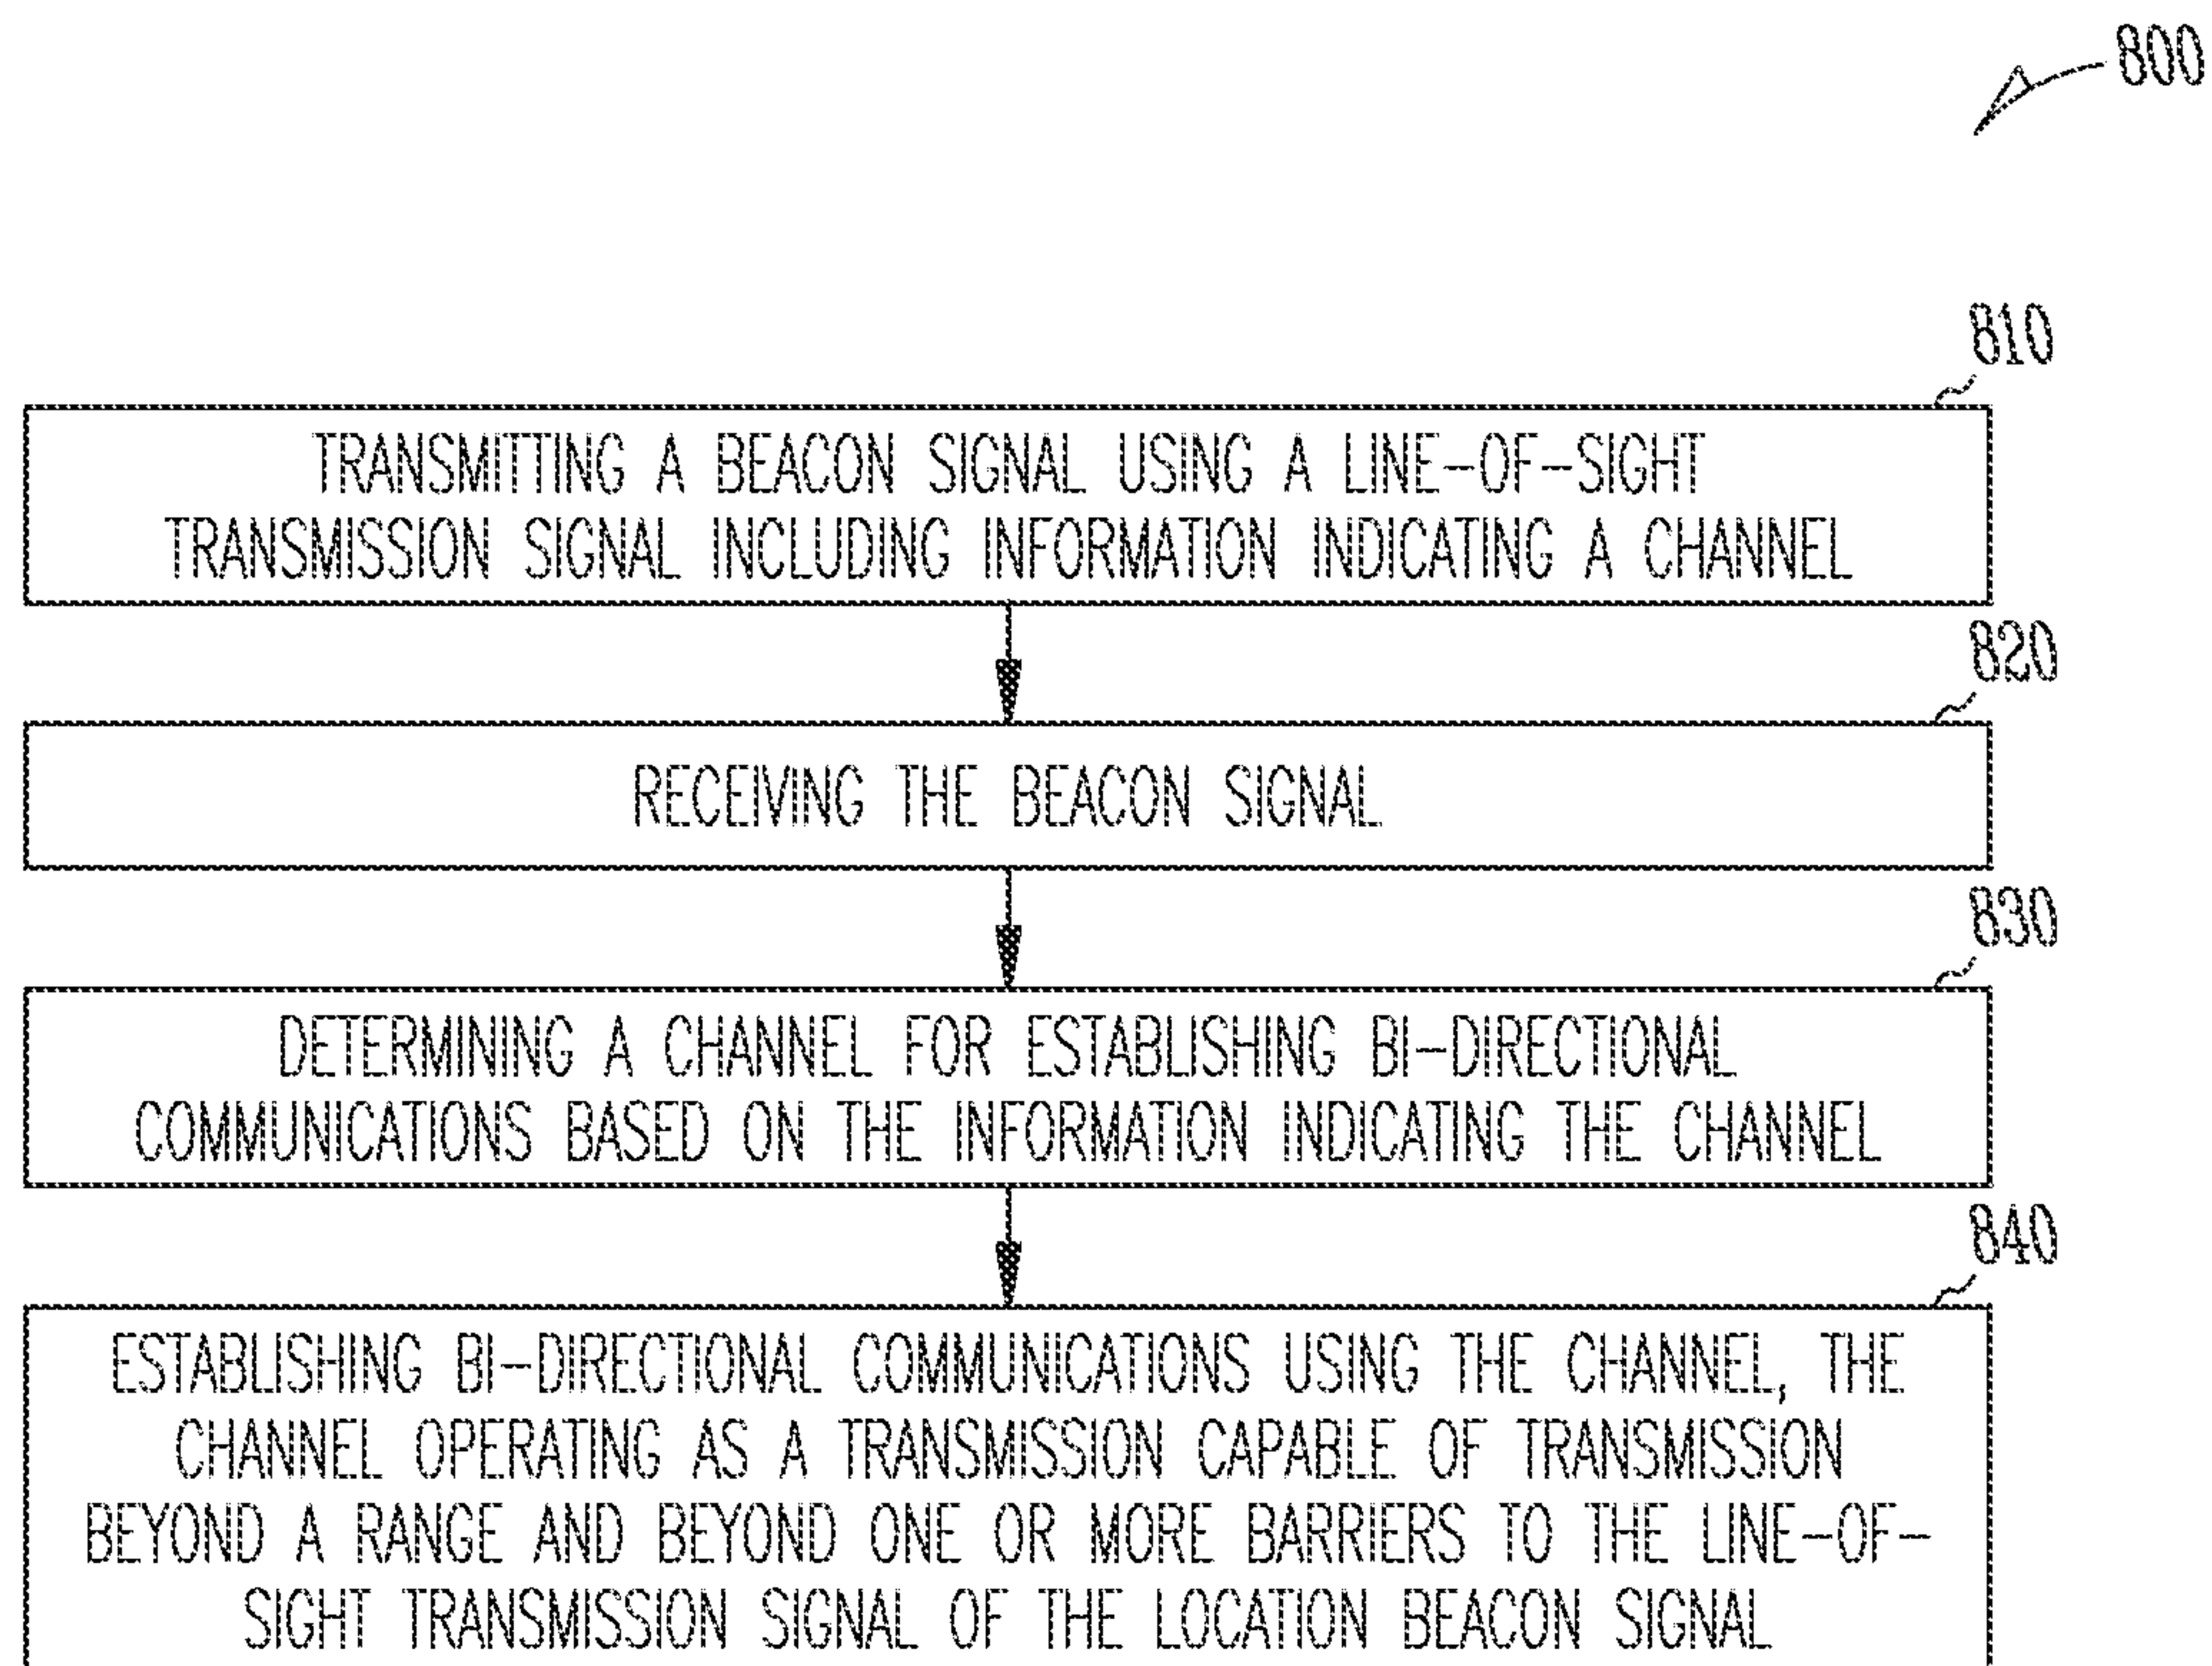 800
810
TRANSMITTING A BEACON SIGNAL USING A LINE-OF-SIGHT
TRANSMISSION SIGNAL INCLUDING INFORMATION INDICATING A CHANNEL
820
RECEIVING THE BEACON SIGNAL
830
DETERMINING A CHANNEL FOR ESTABLISHING BI-DIRECTIONAL
COMMUNICATIONS BASED ON THE INFORMATION INDICATING THE CHANNEL
840
ESTABLISHING BI-DIRECTIONAL COMMUNICATIONS USING THE CHANNEL, THE
CHANNEL OPERATING AS A TRANSMISSION CAPABLE OF TRANSMISSION
BEYOND A RANGE AND BEYOND ONE OR MORE BARRIERS TO THE LINE-OF-
SIGHT TRANSMISSION SIGNAL OF THE LOCATION BEACON SIGNAL